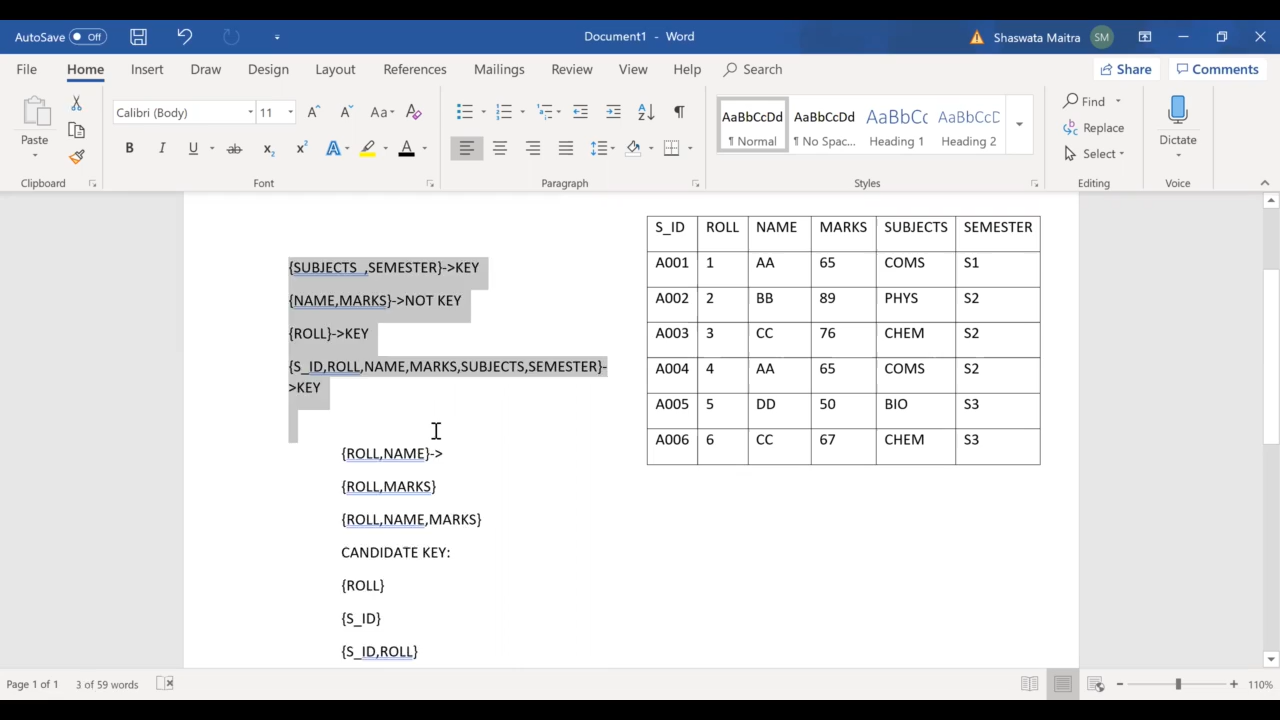 AutoSave Off Document1 - Word Shaswata Maitra SM
File Home Insert Draw Design Layout References Mailings Review View Help Search Share Comments
Paste
Clipboard
Calibri (Body) 11 A A Aa A
B I U ab x₂ x² A A
Font
Paragraph
AaBbCcDd AaBbCcDd AaBbCc AaBbCcD
¶ Normal ¶ No Spac... Heading 1 Heading 2
Styles
Find
Replace
Select
Editing
Dictate
Voice
{SUBJECTS ,SEMESTER}->KEY
{NAME,MARKS}->NOT KEY
{ROLL}->KEY
{S_ID,ROLL,NAME,MARKS,SUBJECTS,SEMESTER}-
>KEY
{ROLL,NAME}->
{ROLL,MARKS}
{ROLL,NAME,MARKS}
CANDIDATE KEY:
{ROLL}
{S_ID}
{S_ID,ROLL}
S_ID ROLL NAME MARKS SUBJECTS SEMESTER
A001 1 AA 65 COMS S1
A002 2 BB 89 PHYS S2
A003 3 CC 76 CHEM S2
A004 4 AA 65 COMS S2
A005 5 DD 50 BIO S3
A006 6 CC 67 CHEM S3
Page 1 of 1 3 of 59 words 110%